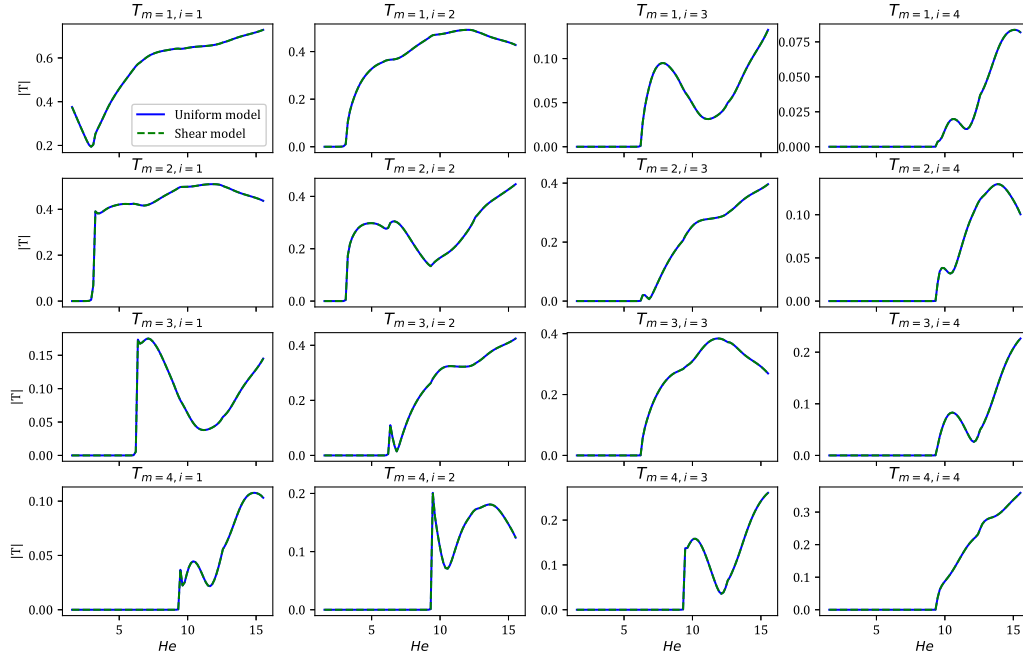 T_{m=1, i=1} T_{m=1, i=2} T_{m=1, i=3} T_{m=1, i=4}
0.6 0.4 0.2
|T|
Uniform model
Shear model
0.4 0.2 0.0
0.10 0.05 0.00
0.075 0.050 0.025 0.000
T_{m=2, i=1} T_{m=2, i=2} T_{m=2, i=3} T_{m=2, i=4}
0.4 0.2 0.0
|T|
0.4 0.2 0.0
0.4 0.2 0.0
0.10 0.05 0.00
T_{m=3, i=1} T_{m=3, i=2} T_{m=3, i=3} T_{m=3, i=4}
0.15 0.10 0.05 0.00
|T|
0.4 0.2 0.0
0.4 0.2 0.0
0.2 0.1 0.0
T_{m=4, i=1} T_{m=4, i=2} T_{m=4, i=3} T_{m=4, i=4}
0.10 0.05 0.00
|T|
0.2 0.1 0.0
0.2 0.1 0.0
0.3 0.2 0.1 0.0
5 10 15 5 10 15 5 10 15 5 10 15
He He He He